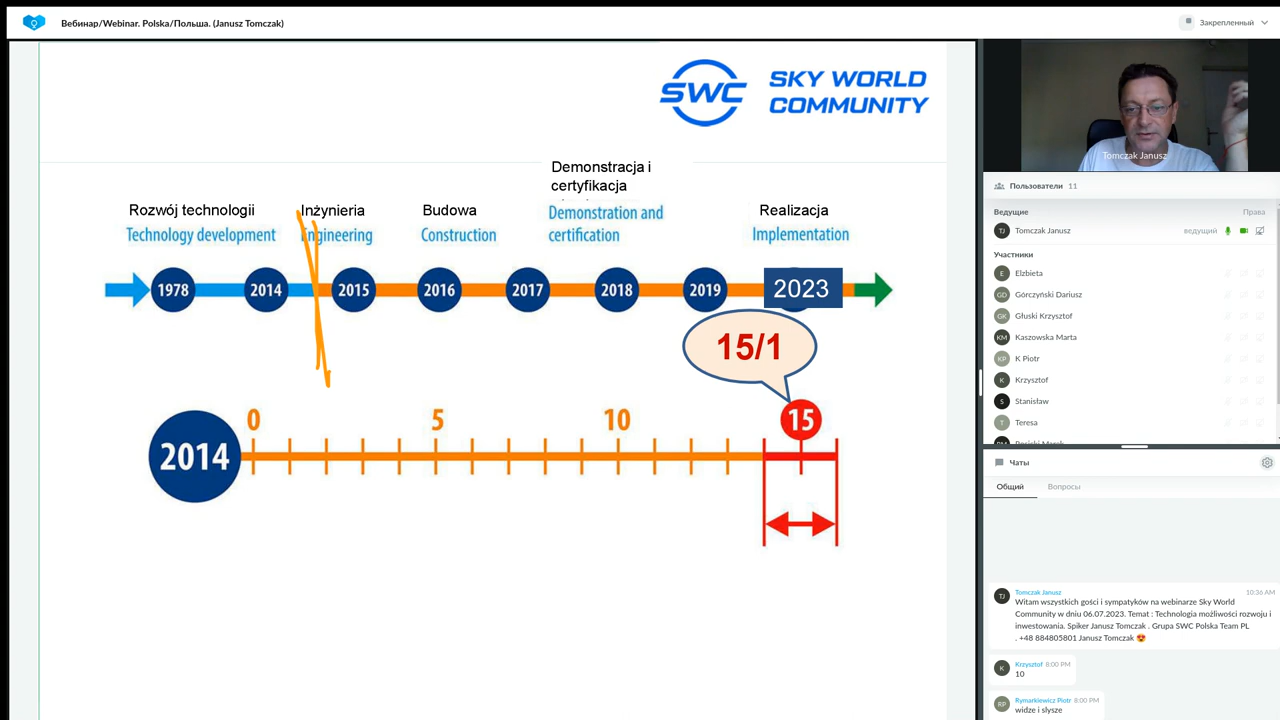 Вебинар/Webinar. Polska/Польша. (Janusz Tomczak)
Закрепленный
SWC
SKY WORLD
COMMUNITY
Demonstracja i
certyfikacja
Rozwój technologii
Inżynieria
Budowa
Realizacja
Technology development
Engineering
Construction
Demonstration and
certification
Implementation
1978
2014
2015
2016
2017
2018
2019
2023
15/1
2014
0
5
10
15
Tomczak Janusz
Пользователи 11
Ведущие
Права
TJ
Tomczak Janusz
ведущий
Участники
E
Elzbieta
GD
Górczyński Dariusz
GK
Głuski Krzysztof
KM
Kaszowska Marta
KP
K Piotr
K
Krzysztof
S
Stanisław
T
Teresa
Чаты
Общий
Вопросы
TJ
Tomczak Janusz
10:36 AM
Witam wszystkich gości i sympatyków na webinarze Sky World
Community w dniu 06.07.2023. Temat : Technologia możliwości rozwoju i
inwestowania. Spiker Janusz Tomczak . Grupa SWC Polska Team PL
. +48 884805801 Janusz Tomczak 😍
K
Krzysztof 8:00 PM
10
RP
Rymarkiewicz Piotr 8:00 PM
widze i slysze